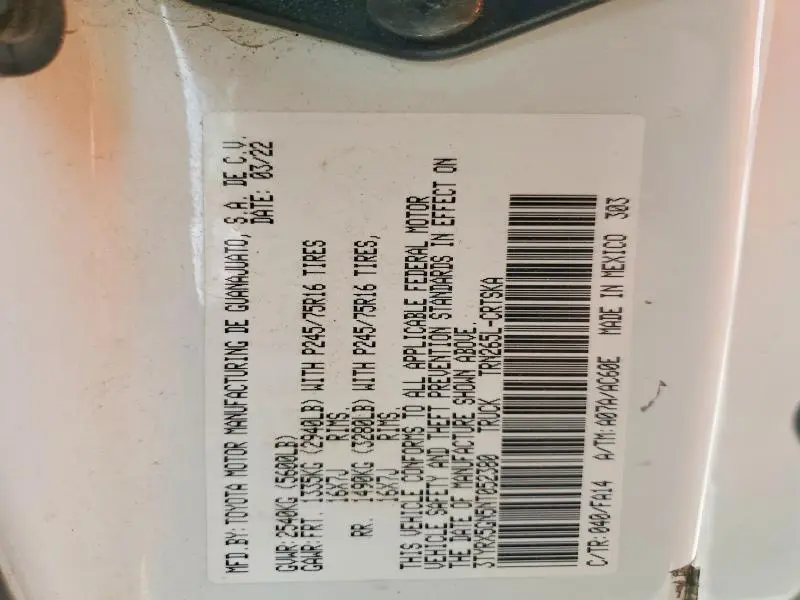 MFD.BY:TOYOTA MOTOR MANUFACTURING DE GUANAJUATO, S.A. DE C.V.
DATE: 03/22
GVWR:2540KG (5600LB)
GAWR:FRT. 1335KG (2940LB) WITH P245/75R16 TIRES
16X7J RIMS.
RR. 1490KG (3280LB) WITH P245/75R16 TIRES,
16X7J RIMS.
THIS VEHICLE CONFORMS TO ALL APPLICABLE FEDERAL MOTOR
VEHICLE SAFETY AND THEFT PREVENTION STANDARDS IN EFFECT ON
THE DATE OF MANUFACTURE SHOWN ABOVE.
3TYRX5GN5NT052380 TRUCK TRN265L-CRTSKA
C/TR:040/FA14 A/TM:A07A/AC60E MADE IN MEXICO 303